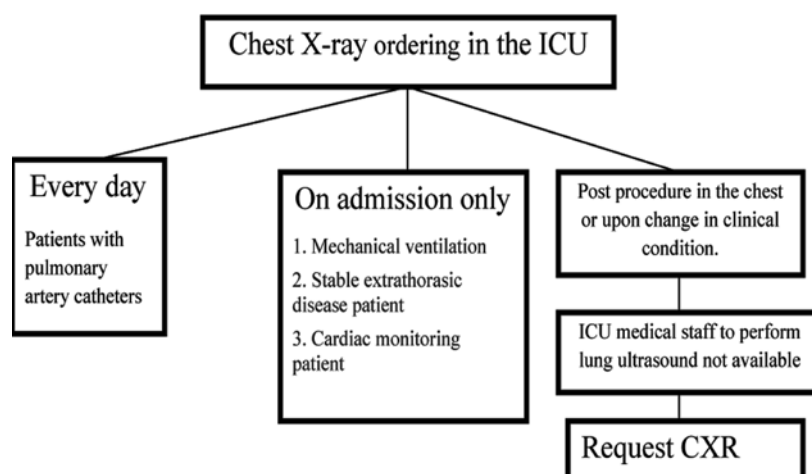 Chest X-ray ordering in the ICU
Every day
Patients with
pulmonary
artery catheters
On admission only
1. Mechanical ventilation
2. Stable extrathorasic
disease patient
3. Cardiac monitoring
patient
Post procedure in the chest
or upon change in clinical
condition.
ICU medical staff to perform
lung ultrasound not available
Request CXR